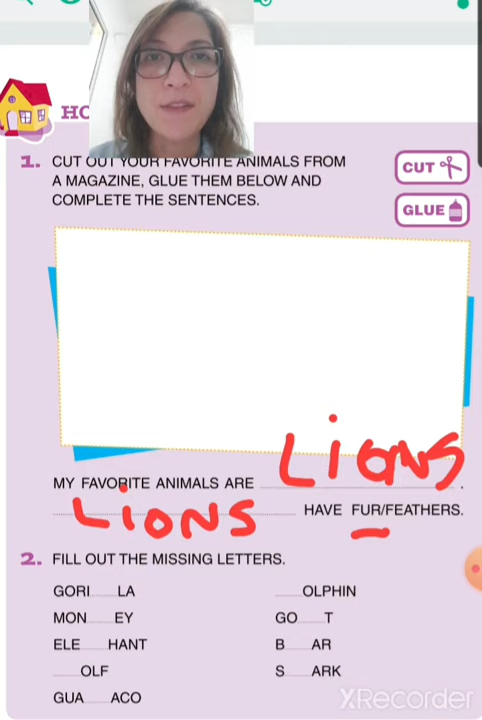 HO
1. CUT OUT YOUR FAVORITE ANIMALS FROM
A MAGAZINE, GLUE THEM BELOW AND
COMPLETE THE SENTENCES.
CUT
GLUE
MY FAVORITE ANIMALS ARE LIONS.
LIONS HAVE FUR/FEATHERS.
2. FILL OUT THE MISSING LETTERS.
GORI LA
OLPHIN
MON EY
GO T
ELE HANT
B AR
OLF
S ARK
GUA ACO
XRecorder